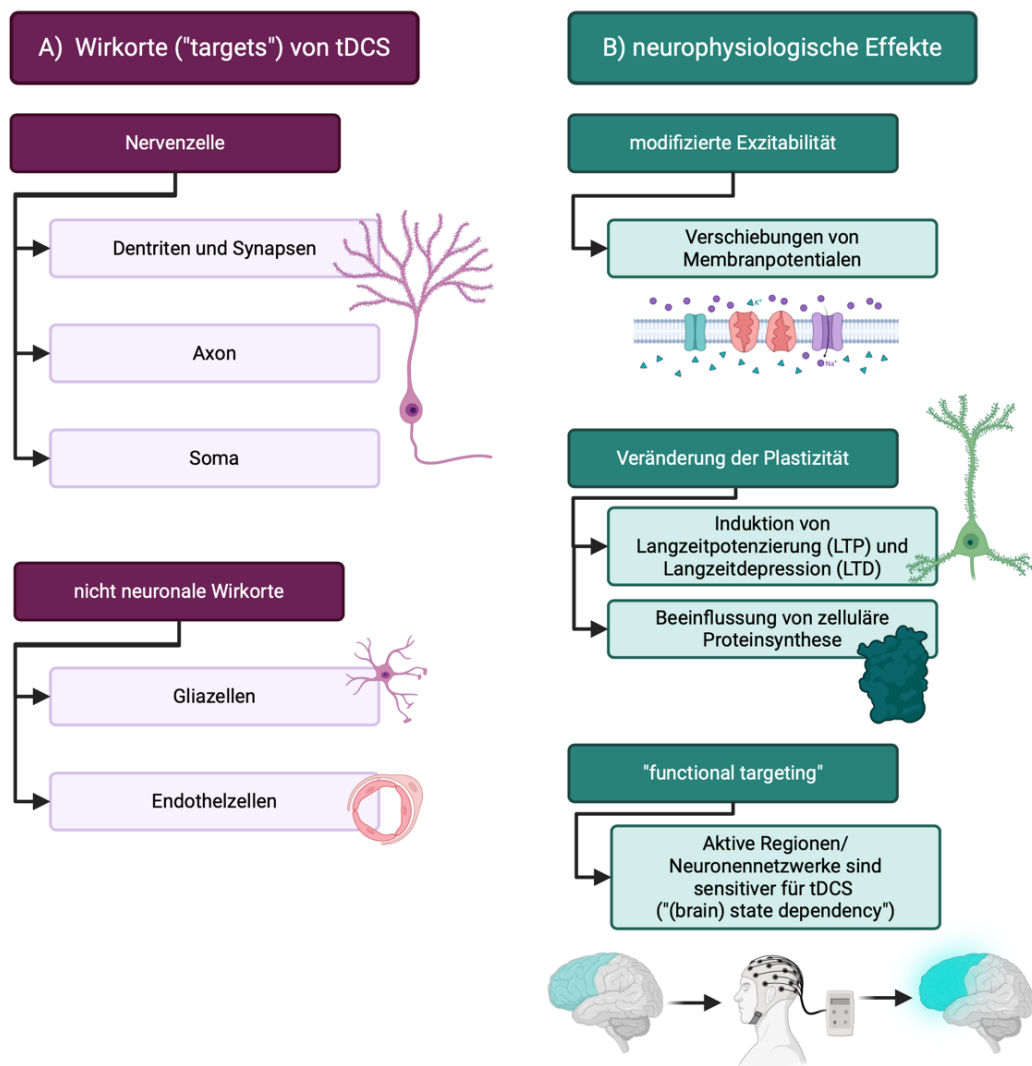 A) Wirkorte ("targets") von tDCS
Nervenzelle
Dentriten und Synapsen
Axon
Soma
nicht neuronale Wirkorte
Gliazellen
Endothelzellen
B) neurophysiologische Effekte
modifizierte Exzitabilität
Verschiebungen von
Membranpotentialen
K+
Na+
Veränderung der Plastizität
Induktion von
Langzeitpotenzierung (LTP) und
Langzeitdepression (LTD)
Beeinflussung von zelluläre
Proteinsynthese
"functional targeting"
Aktive Regionen/
Neuronennetzwerke sind
sensitiver für tDCS
("(brain) state dependency")